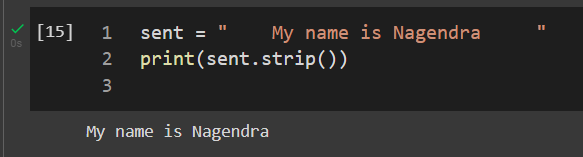 [15] 1 sent = "    My name is Nagendra     "
0s 2 print(sent.strip())
3
My name is Nagendra